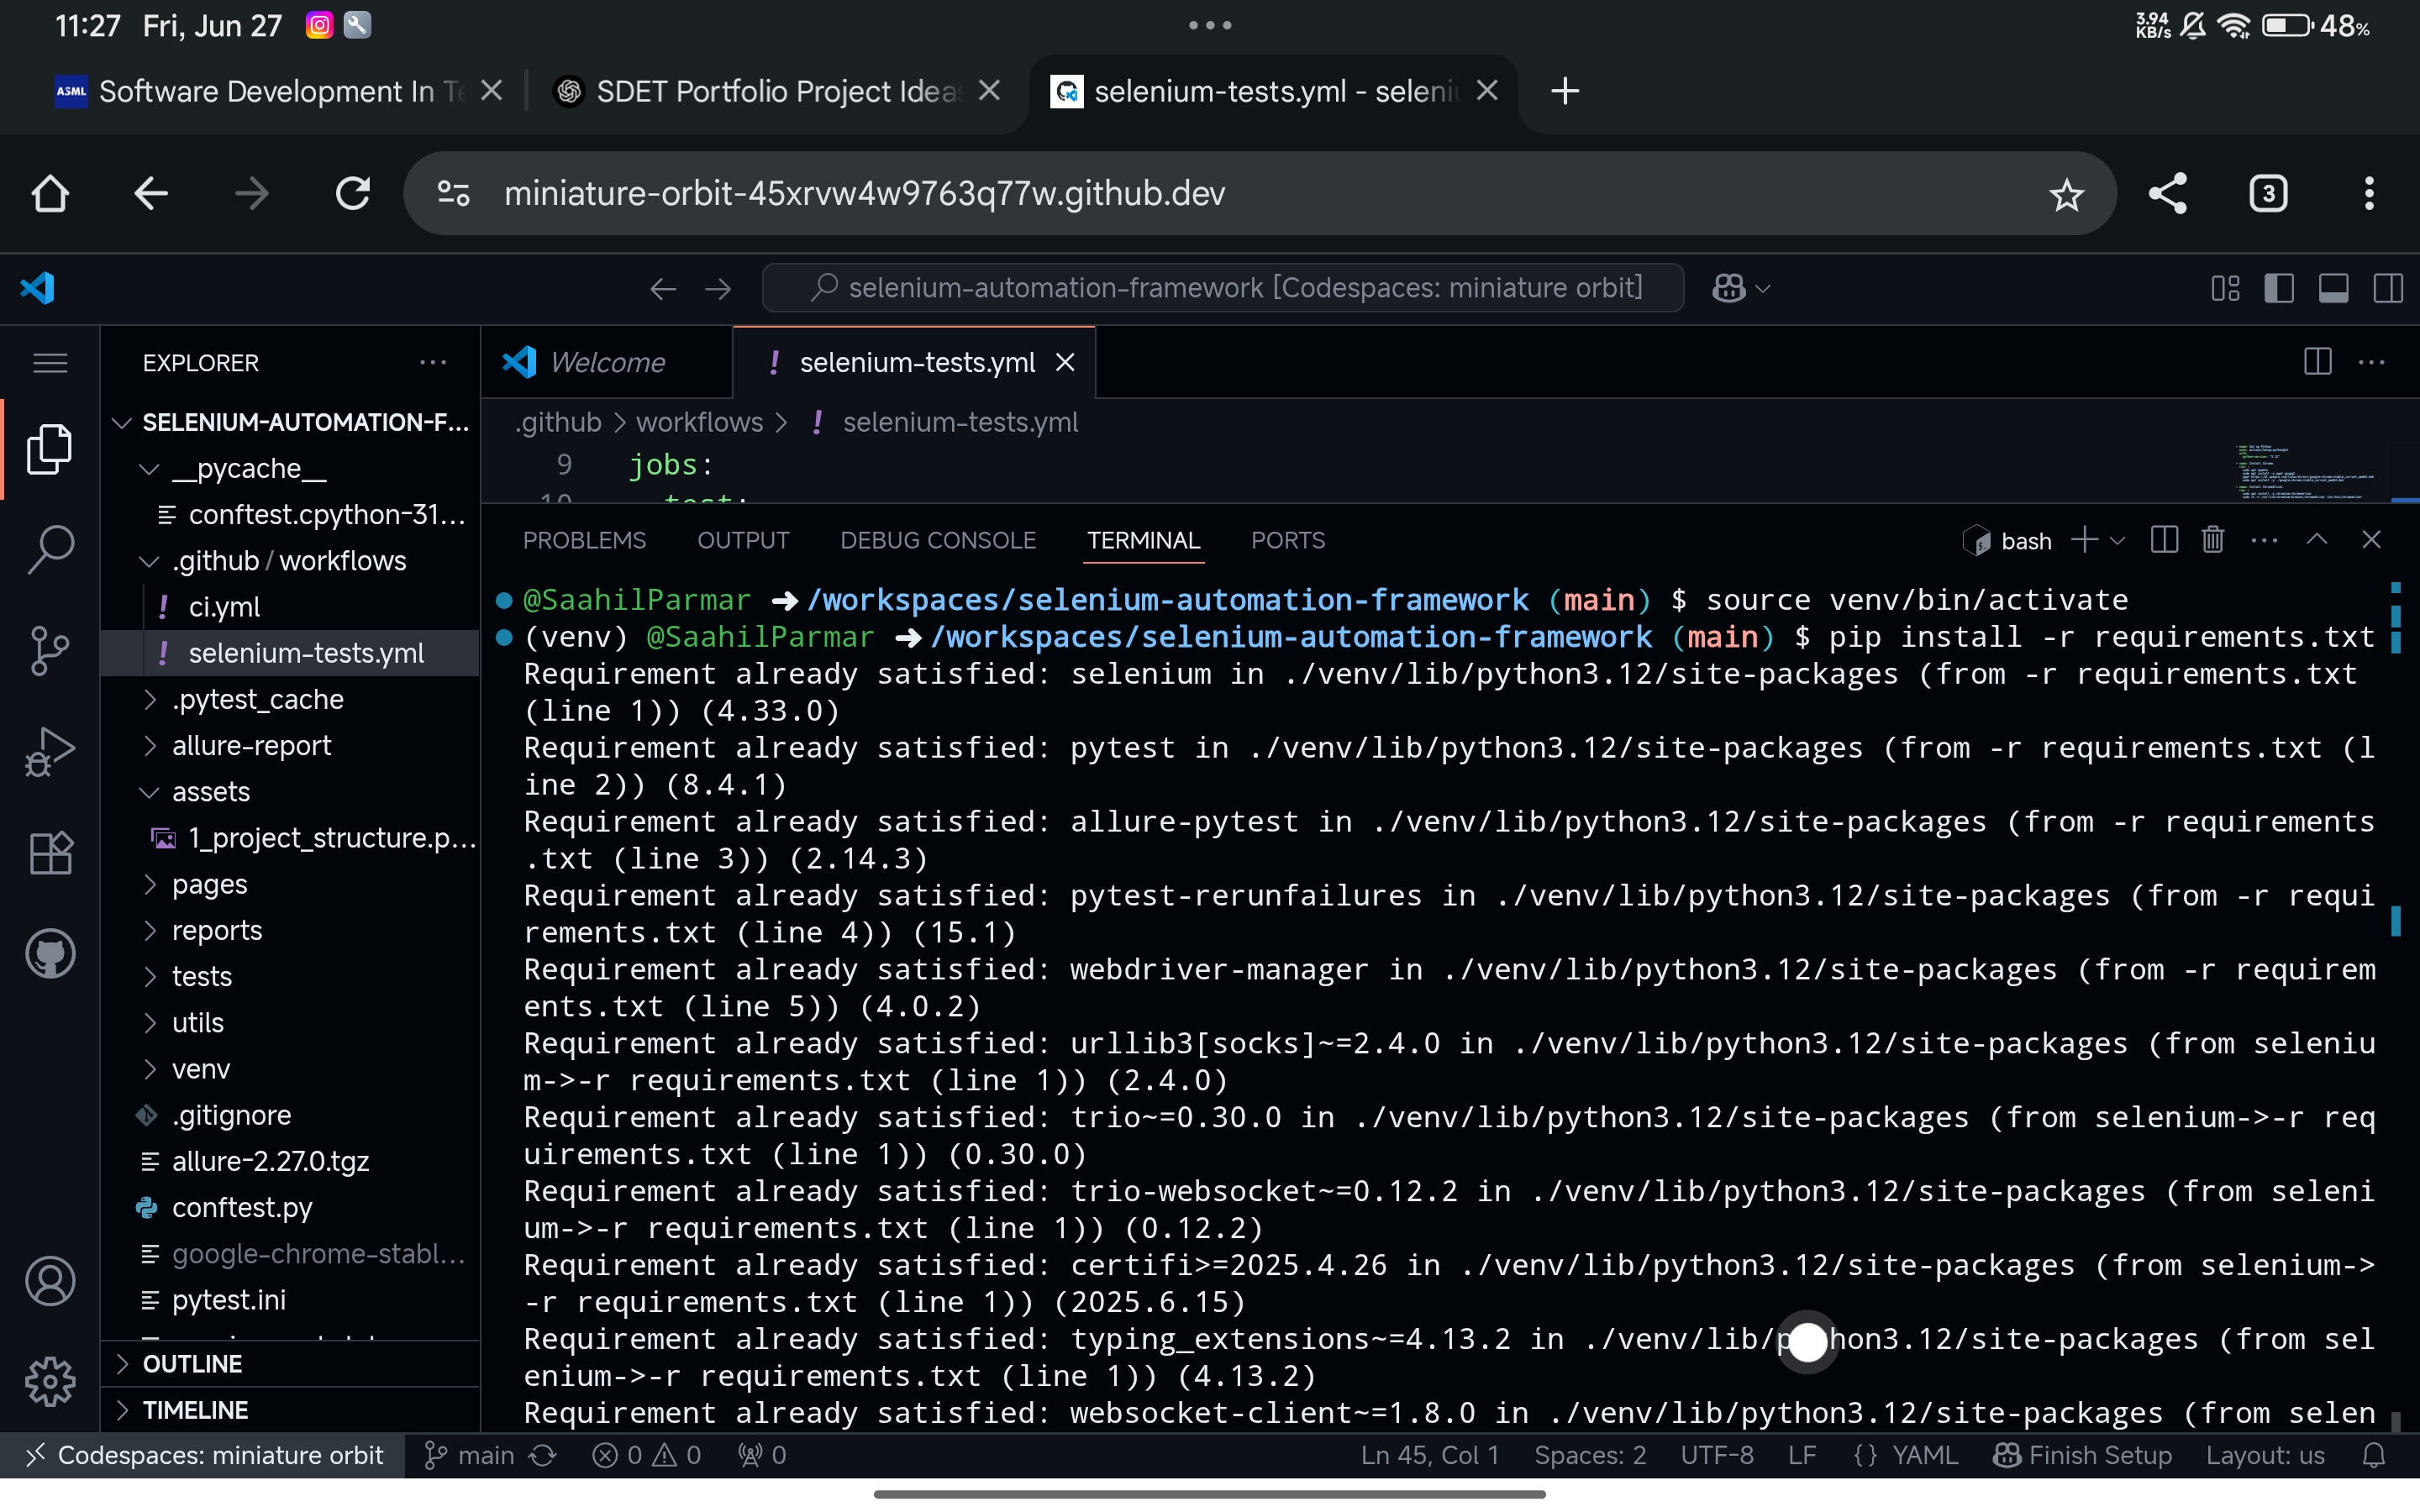 11:27 Fri, Jun 27
3.94 KB/s 48%
ASML Software Development In Te
SDET Portfolio Project Ideas
selenium-tests.yml - seleniu
miniature-orbit-45xrvw4w9763q77w.github.dev
3
selenium-automation-framework [Codespaces: miniature orbit]
EXPLORER
SELENIUM-AUTOMATION-F...
__pycache__
conftest.cpython-31...
.github / workflows
ci.yml
selenium-tests.yml
.pytest_cache
allure-report
assets
1_project_structure.p...
pages
reports
tests
utils
venv
.gitignore
allure-2.27.0.tgz
conftest.py
google-chrome-stabl...
pytest.ini
OUTLINE
TIMELINE
Welcome
selenium-tests.yml
.github > workflows > ! selenium-tests.yml
9 jobs:
10 test:
PROBLEMS OUTPUT DEBUG CONSOLE TERMINAL PORTS
bash
@SaahilParmar ➜ /workspaces/selenium-automation-framework (main) $ source venv/bin/activate
(venv) @SaahilParmar ➜ /workspaces/selenium-automation-framework (main) $ pip install -r requirements.txt
Requirement already satisfied: selenium in ./venv/lib/python3.12/site-packages (from -r requirements.txt
(line 1)) (4.33.0)
Requirement already satisfied: pytest in ./venv/lib/python3.12/site-packages (from -r requirements.txt (l
ine 2)) (8.4.1)
Requirement already satisfied: allure-pytest in ./venv/lib/python3.12/site-packages (from -r requirements
.txt (line 3)) (2.14.3)
Requirement already satisfied: pytest-rerunfailures in ./venv/lib/python3.12/site-packages (from -r requi
rements.txt (line 4)) (15.1)
Requirement already satisfied: webdriver-manager in ./venv/lib/python3.12/site-packages (from -r requirem
ents.txt (line 5)) (4.0.2)
Requirement already satisfied: urllib3[socks]~=2.4.0 in ./venv/lib/python3.12/site-packages (from seleniu
m->-r requirements.txt (line 1)) (2.4.0)
Requirement already satisfied: trio~=0.30.0 in ./venv/lib/python3.12/site-packages (from selenium->-r req
uirements.txt (line 1)) (0.30.0)
Requirement already satisfied: trio-websocket~=0.12.2 in ./venv/lib/python3.12/site-packages (from seleni
um->-r requirements.txt (line 1)) (0.12.2)
Requirement already satisfied: certifi>=2025.4.26 in ./venv/lib/python3.12/site-packages (from selenium->
-r requirements.txt (line 1)) (2025.6.15)
Requirement already satisfied: typing_extensions~=4.13.2 in ./venv/lib/python3.12/site-packages (from sel
enium->-r requirements.txt (line 1)) (4.13.2)
Requirement already satisfied: websocket-client~=1.8.0 in ./venv/lib/python3.12/site-packages (from selen
Codespaces: miniature orbit main 0 0 0
Ln 45, Col 1 Spaces: 2 UTF-8 LF {} YAML Finish Setup Layout: us